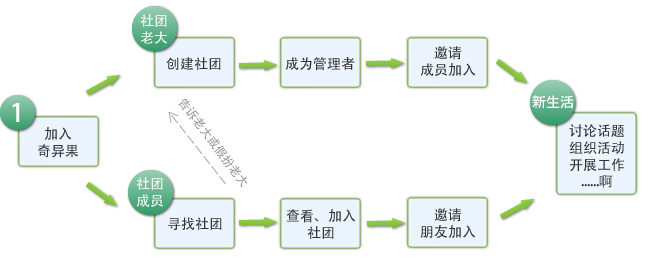 1
加入
奇异果
社团
老大
创建社团
成为管理者
邀请
成员加入
告诉老大或假份老大
社团
成员
寻找社团
查看、加入
社团
邀请
朋友加入
新生活
讨论话题
组织活动
开展工作
......啊